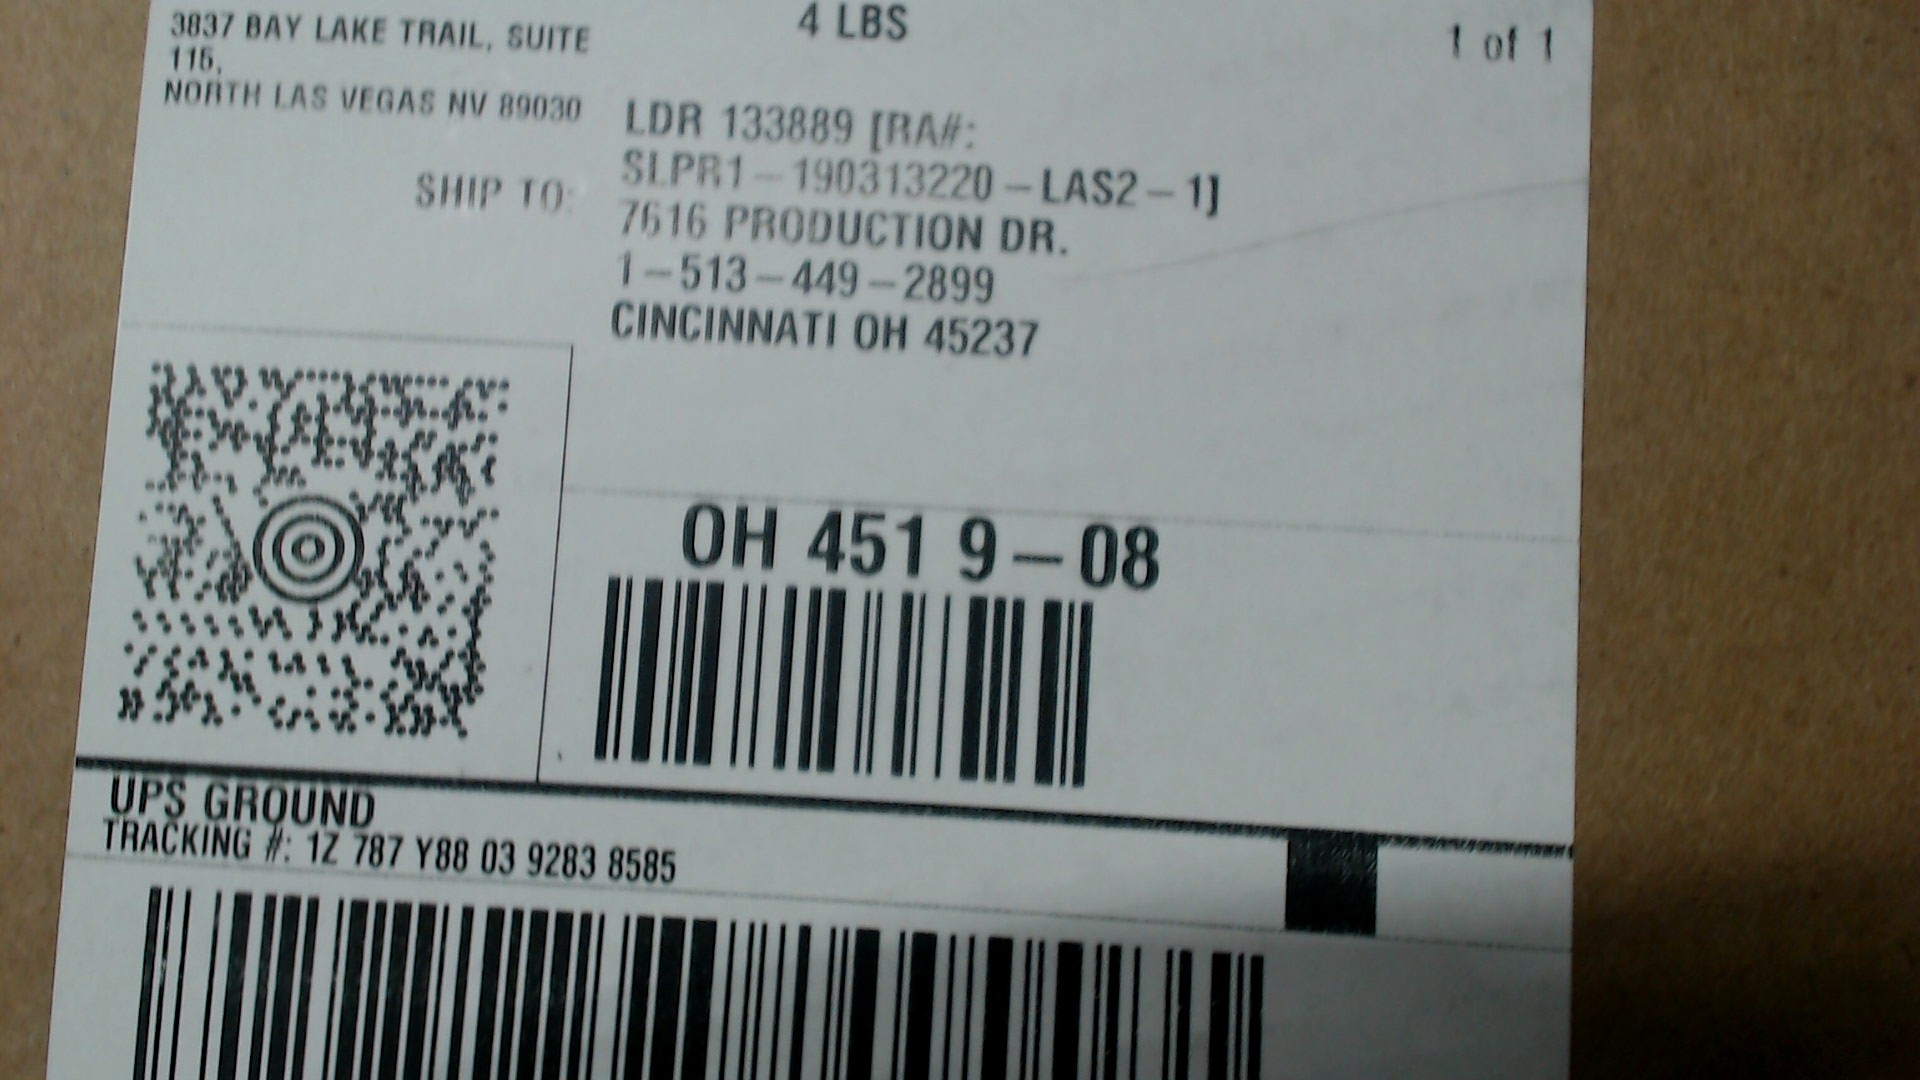 3837 BAY LAKE TRAIL, SUITE
115,
NORTH LAS VEGAS NV 89030
4 LBS
1 of 1
SHIP TO:
LDR 133889 [RA#:
SLPR1-190313220-LAS2-1]
7616 PRODUCTION DR.
1-513-449-2899
CINCINNATI OH 45237
OH 451 9-08
UPS GROUND
TRACKING #: 1Z 787 Y88 03 9283 8585